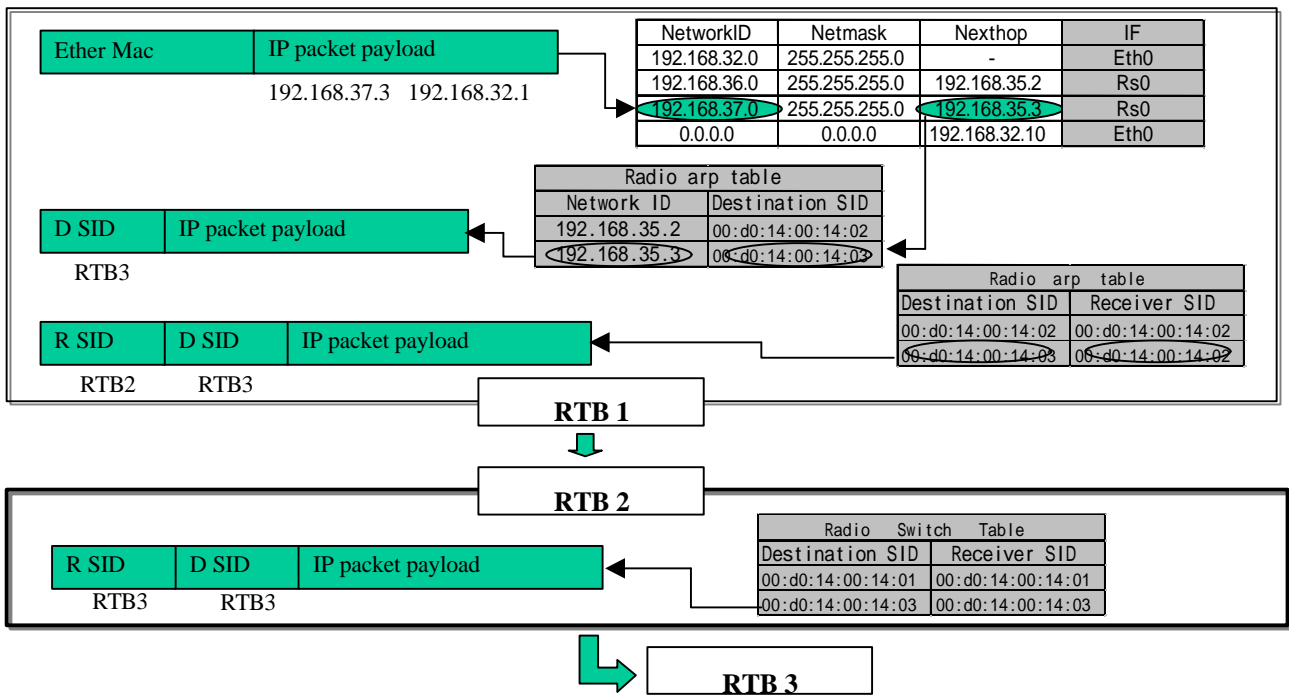 Ether Mac IP packet payload
192.168.37.3 192.168.32.1
NetworkID Netmask Nexthop IF
192.168.32.0 255.255.255.0 - Eth0
192.168.36.0 255.255.255.0 192.168.35.2 Rs0
192.168.37.0 255.255.255.0 192.168.35.3 Rs0
0.0.0.0 0.0.0.0 192.168.32.10 Eth0
Radio arp table
Network ID Destination SID
192.168.35.2 00:d0:14:00:14:02
192.168.35.3 00:d0:14:00:14:03
D SID IP packet payload
RTB3
Radio arp table
Destination SID Receiver SID
00:d0:14:00:14:02 00:d0:14:00:14:02
00:d0:14:00:14:03 00:d0:14:00:14:02
R SID D SID IP packet payload
RTB2 RTB3
RTB 1
RTB 2
Radio Switch Table
Destination SID Receiver SID
00:d0:14:00:14:01 00:d0:14:00:14:01
00:d0:14:00:14:03 00:d0:14:00:14:03
R SID D SID IP packet payload
RTB3 RTB3
RTB 3